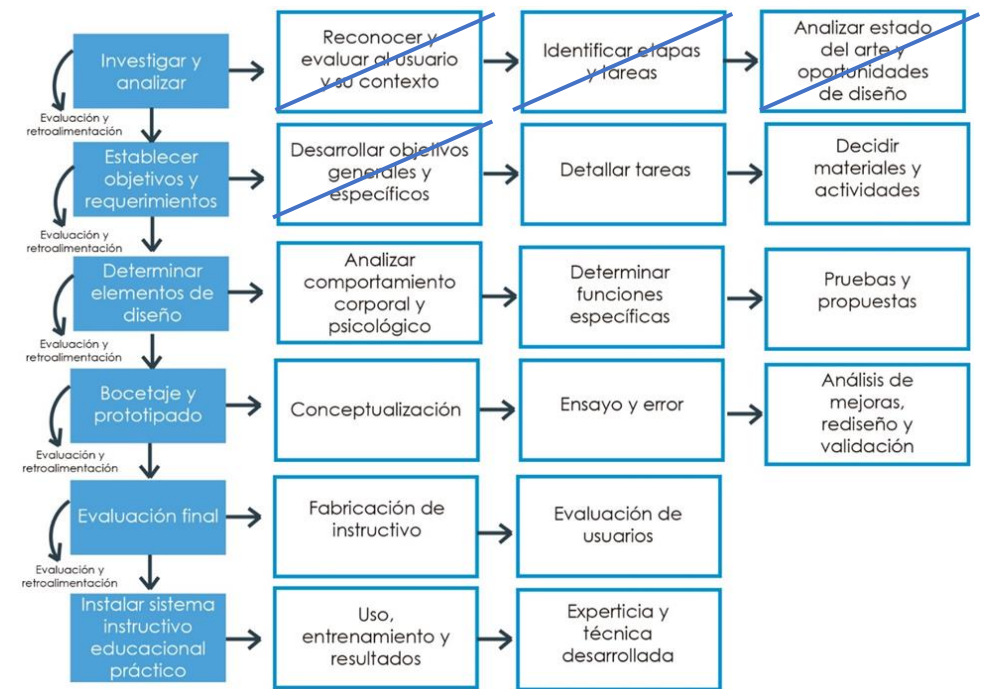 Investigar y
analizar
Reconocer y
evaluar al usuario
y su contexto
Identificar etapas
y tareas
Analizar estado
del arte y
oportunidades
de diseño
Evaluación y
retroalimentación
Establecer
objetivos y
requerimientos
Desarrollar objetivos
generales y
específicos
Detallar tareas
Decidir
materiales y
actividades
Evaluación y
retroalimentación
Determinar
elementos de
diseño
Analizar
comportamiento
corporal y
psicológico
Determinar
funciones
específicas
Pruebas y
propuestas
Evaluación y
retroalimentación
Bocetaje y
prototipado
Conceptualización
Ensayo y error
Análisis de
mejoras,
rediseño y
validación
Evaluación y
retroalimentación
Evaluación final
Fabricación de
instructivo
Evaluación de
usuarios
Evaluación y
retroalimentación
Instalar sistema
instructivo
educacional
práctico
Uso,
entrenamiento y
resultados
Experticia y
técnica
desarrollada